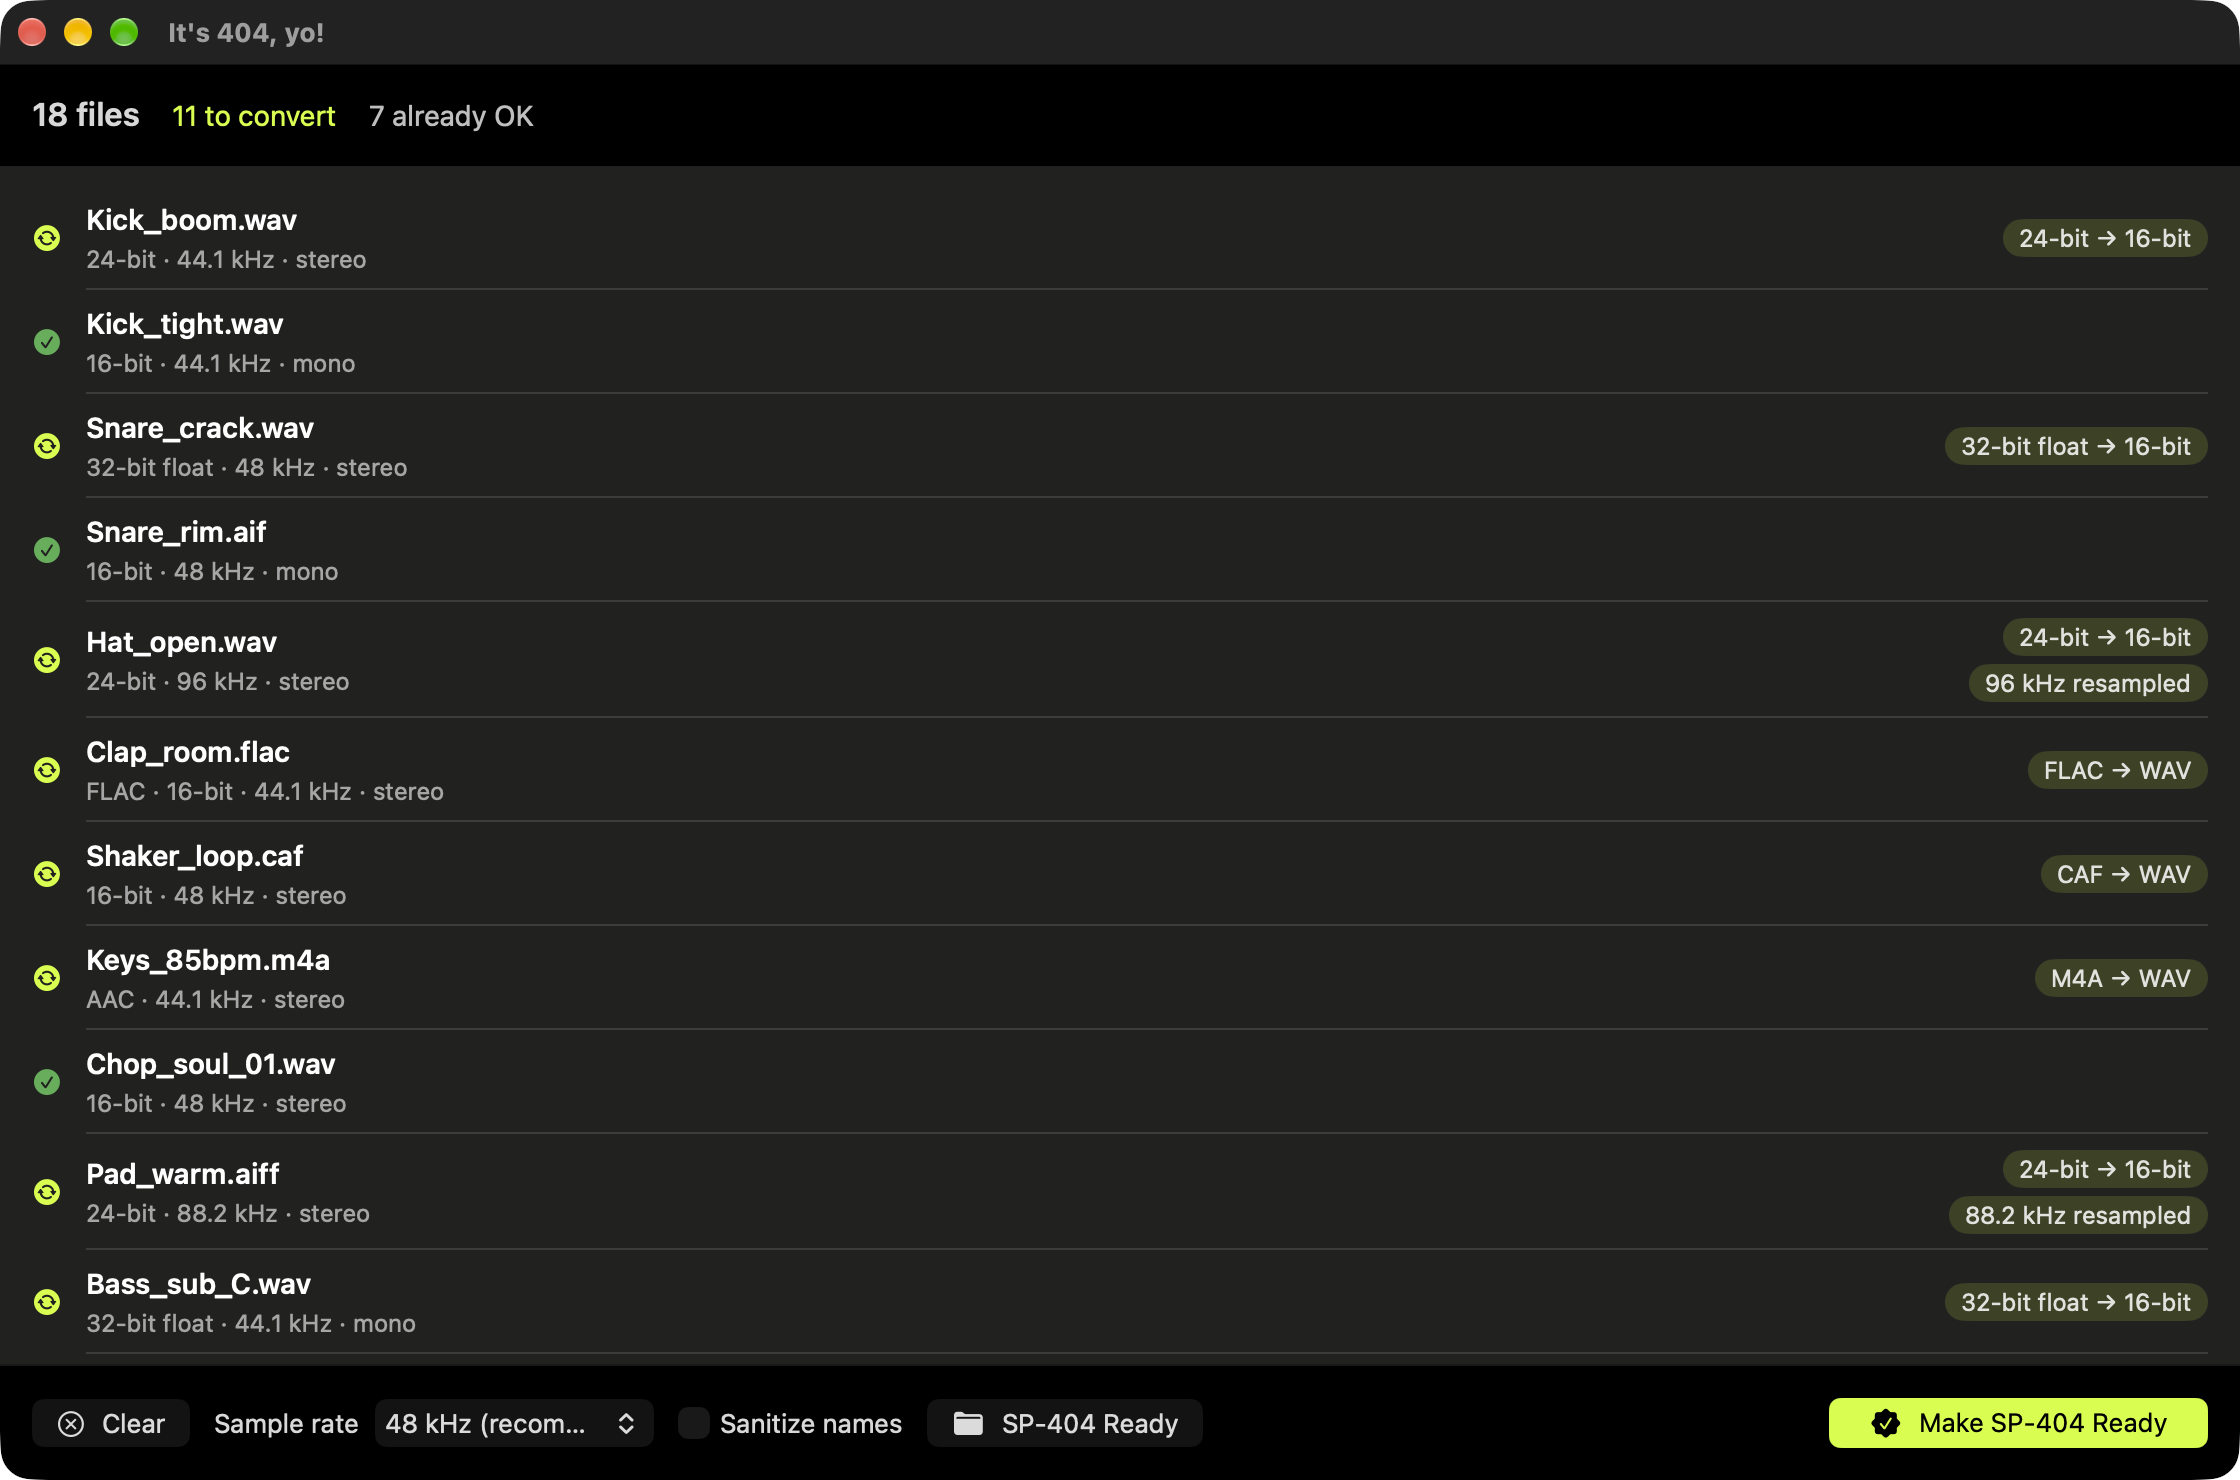 It's 404, yo!
18 files 11 to convert 7 already OK
Kick_boom.wav
24-bit · 44.1 kHz · stereo
24-bit → 16-bit
Kick_tight.wav
16-bit · 44.1 kHz · mono
Snare_crack.wav
32-bit float · 48 kHz · stereo
32-bit float → 16-bit
Snare_rim.aif
16-bit · 48 kHz · mono
Hat_open.wav
24-bit · 96 kHz · stereo
24-bit → 16-bit
96 kHz resampled
Clap_room.flac
FLAC · 16-bit · 44.1 kHz · stereo
FLAC → WAV
Shaker_loop.caf
16-bit · 48 kHz · stereo
CAF → WAV
Keys_85bpm.m4a
AAC · 44.1 kHz · stereo
M4A → WAV
Chop_soul_01.wav
16-bit · 48 kHz · stereo
Pad_warm.aiff
24-bit · 88.2 kHz · stereo
24-bit → 16-bit
88.2 kHz resampled
Bass_sub_C.wav
32-bit float · 44.1 kHz · mono
32-bit float → 16-bit
Clear Sample rate 48 kHz (recom... Sanitize names SP-404 Ready Make SP-404 Ready